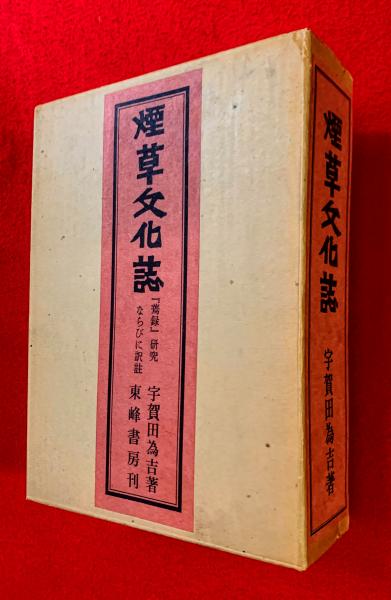 煙草文化誌
『蔫録』研究
ならびに訳註
宇賀田為吉著
東峰書房刊
煙草文化誌
宇賀田為吉著